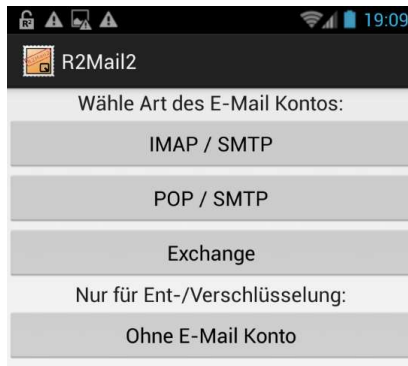 19:09
R2Mail2
Wähle Art des E-Mail Kontos:
IMAP / SMTP
POP / SMTP
Exchange
Nur für Ent-/Verschlüsselung:
Ohne E-Mail Konto